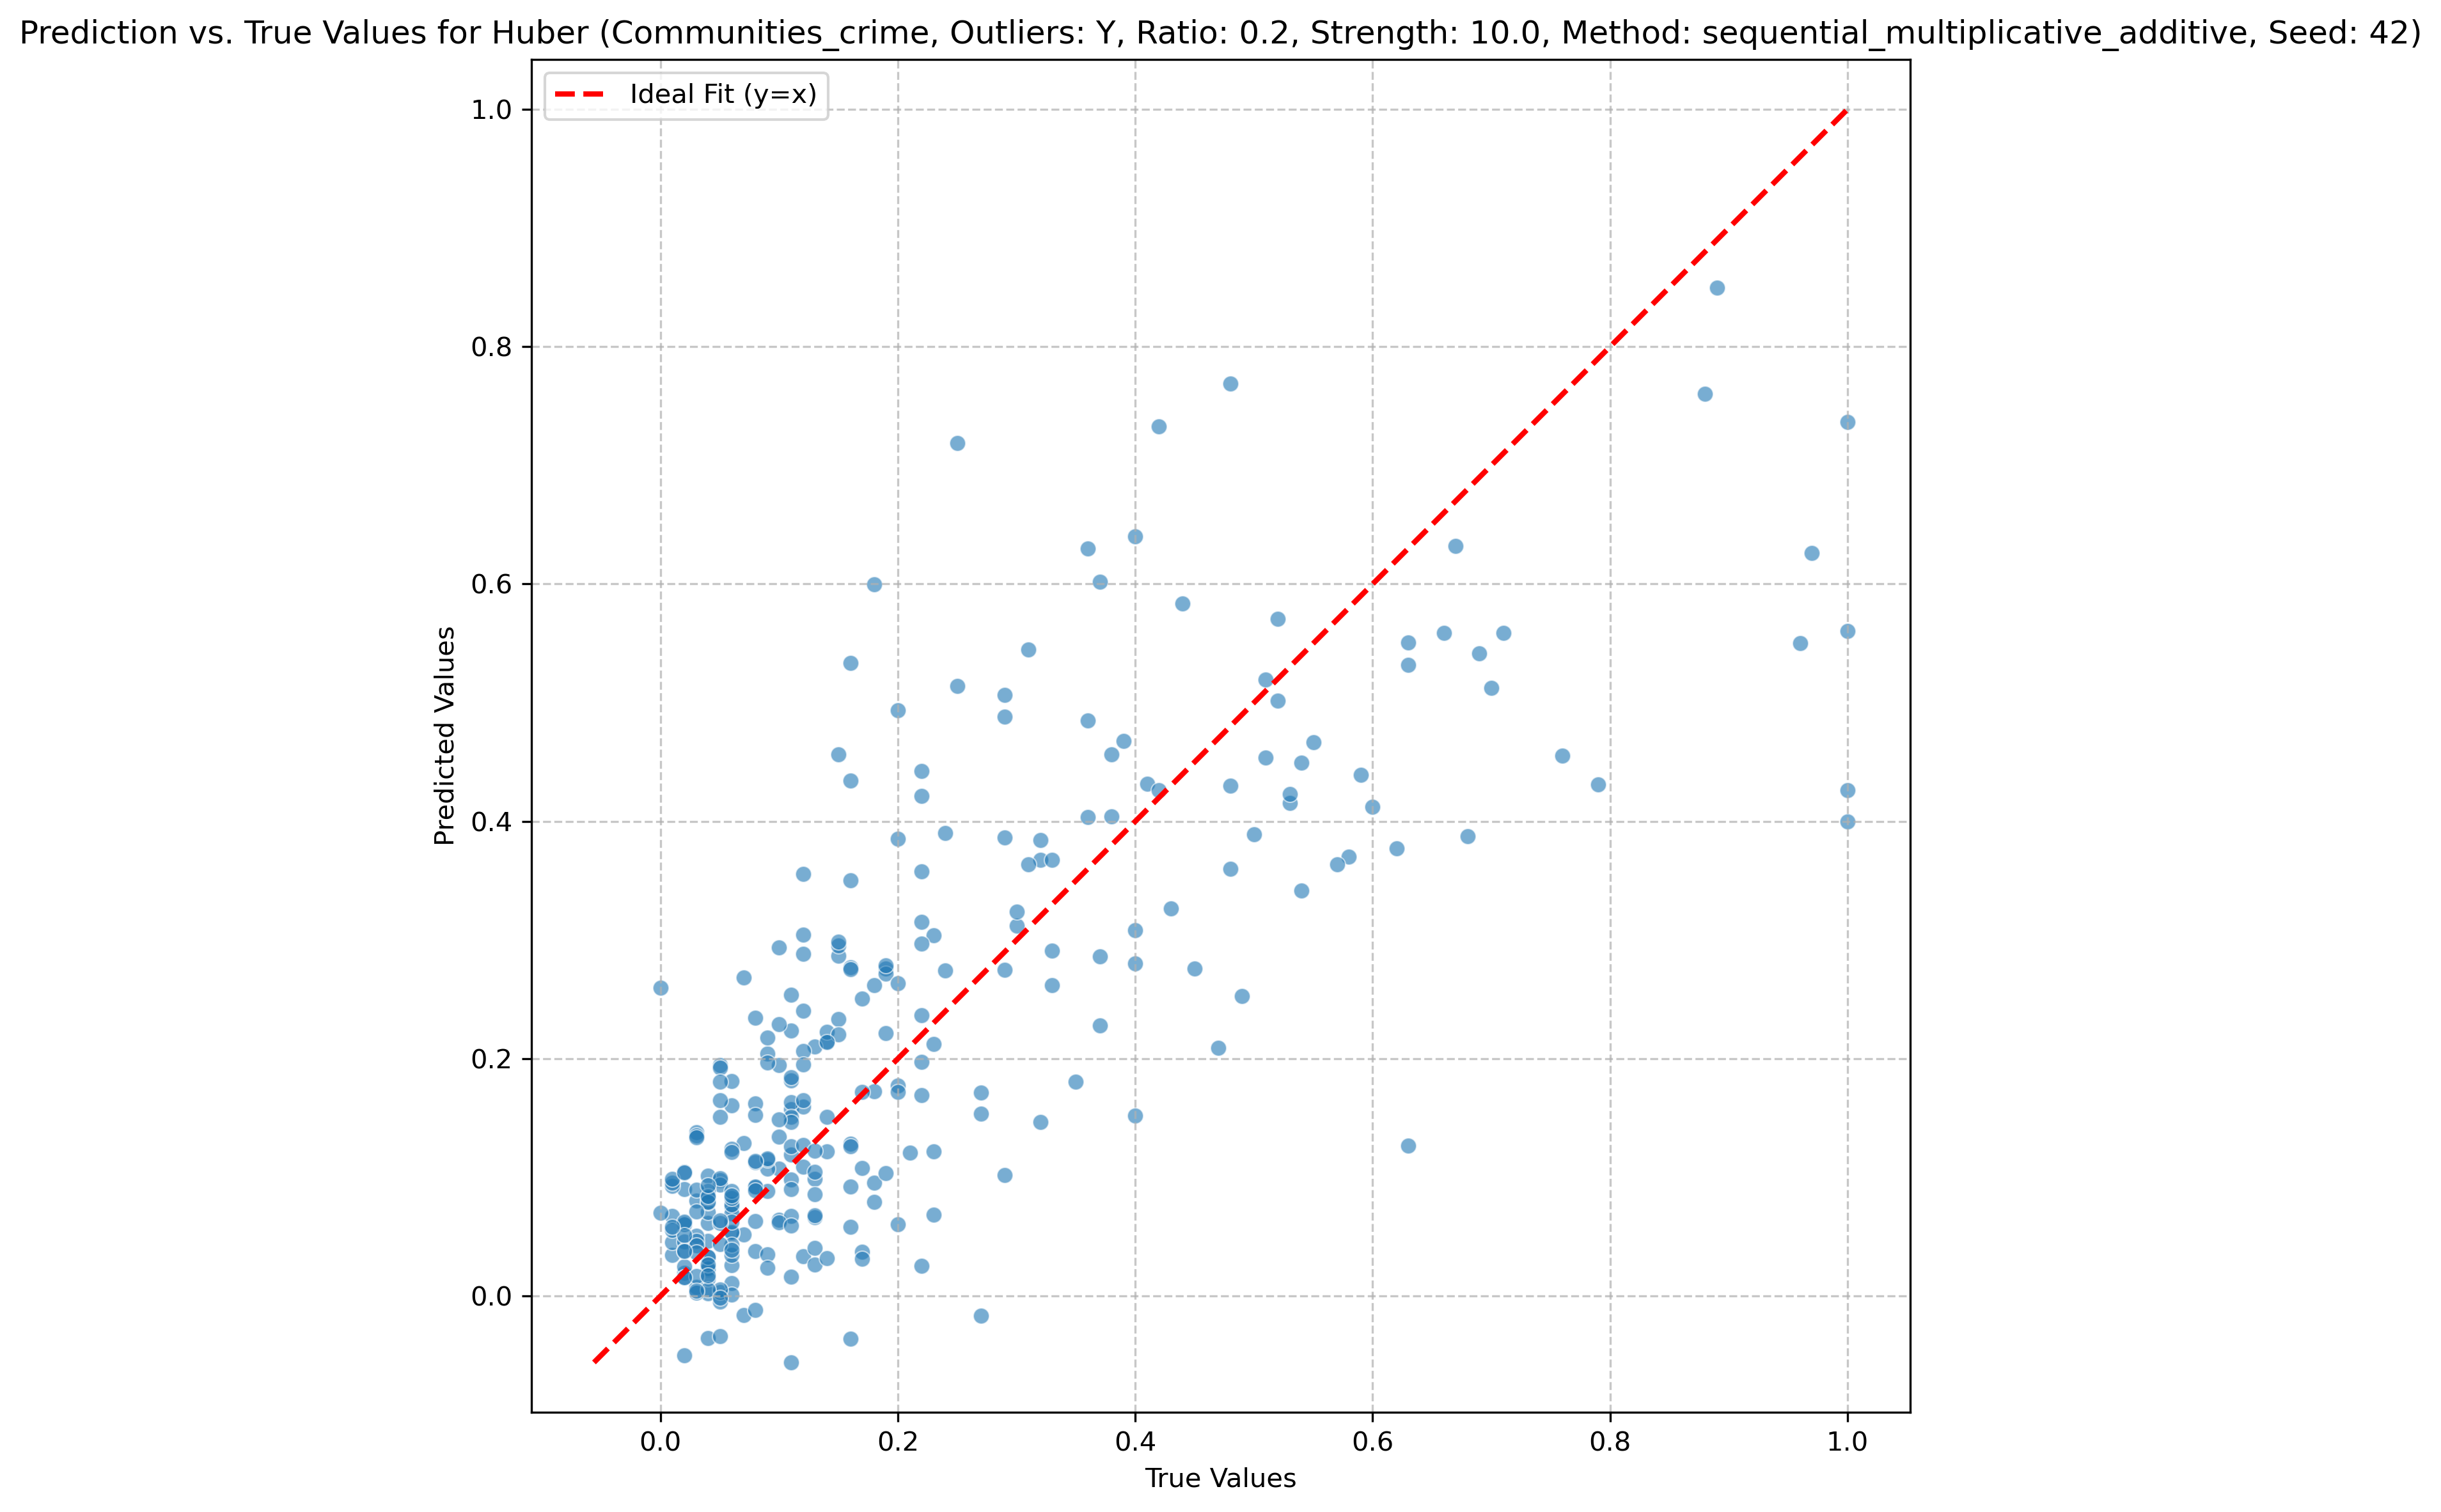 Prediction vs. True Values for Huber (Communities_crime, Outliers: Y, Ratio: 0.2, Strength: 10.0, Method: sequential_multiplicative_additive, Seed: 42)
Ideal Fit (y=x)
1.0
0.8
0.6
0.4
0.2
0.0
Predicted Values
0.0 0.2 0.4 0.6 0.8 1.0
True Values